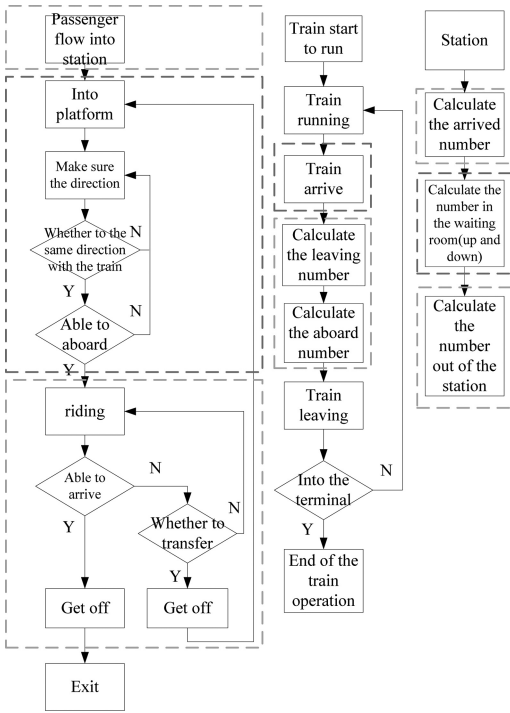 Passenger
flow into
station
Into
platform
Make sure
the direction
Whether to the
same direction
with the train
N
Y
Able to
aboard
N
Y
riding
Able to
arrive
N
Y
Whether to
transfer
N
Y
Get off
Get off
Exit
Train start
to run
Train
running
Train
arrive
Calculate
the leaving
number
Calculate
the aboard
number
Train
leaving
Into the
terminal
N
Y
End of the
train
operation
Station
Calculate
the arrived
number
Calculate the
number in
the waiting
room(up and
down)
Calculate
the
number
out of the
station